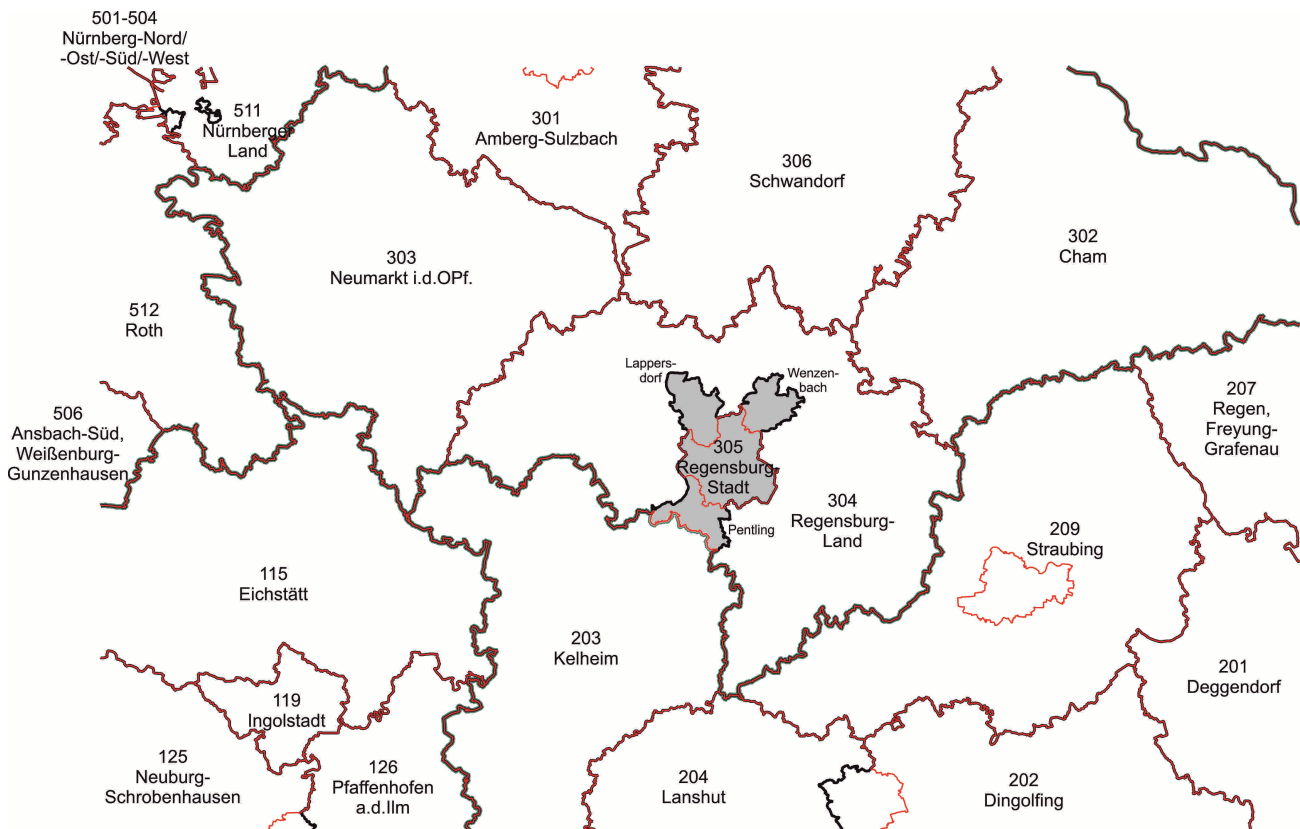 501-504
Nürnberg-Nord/
-Ost/-Süd/-West
511
Nürnberger
Land
301
Amberg-Sulzbach
306
Schwandorf
302
Cham
303
Neumarkt i.d.OPf.
512
Roth
Lappers-
dorf
Wenzen-
bach
207
Regen,
Freyung-
Grafenau
506
Ansbach-Süd,
Weißenburg-
Gunzenhausen
305
Regensburg-
Stadt
304
Regensburg-
Land
Pentling
209
Straubing
115
Eichstätt
203
Kelheim
201
Deggendorf
119
Ingolstadt
125
Neuburg-
Schrobenhausen
126
Pfaffenhofen
a.d.Ilm
204
Lanshut
202
Dingolfing